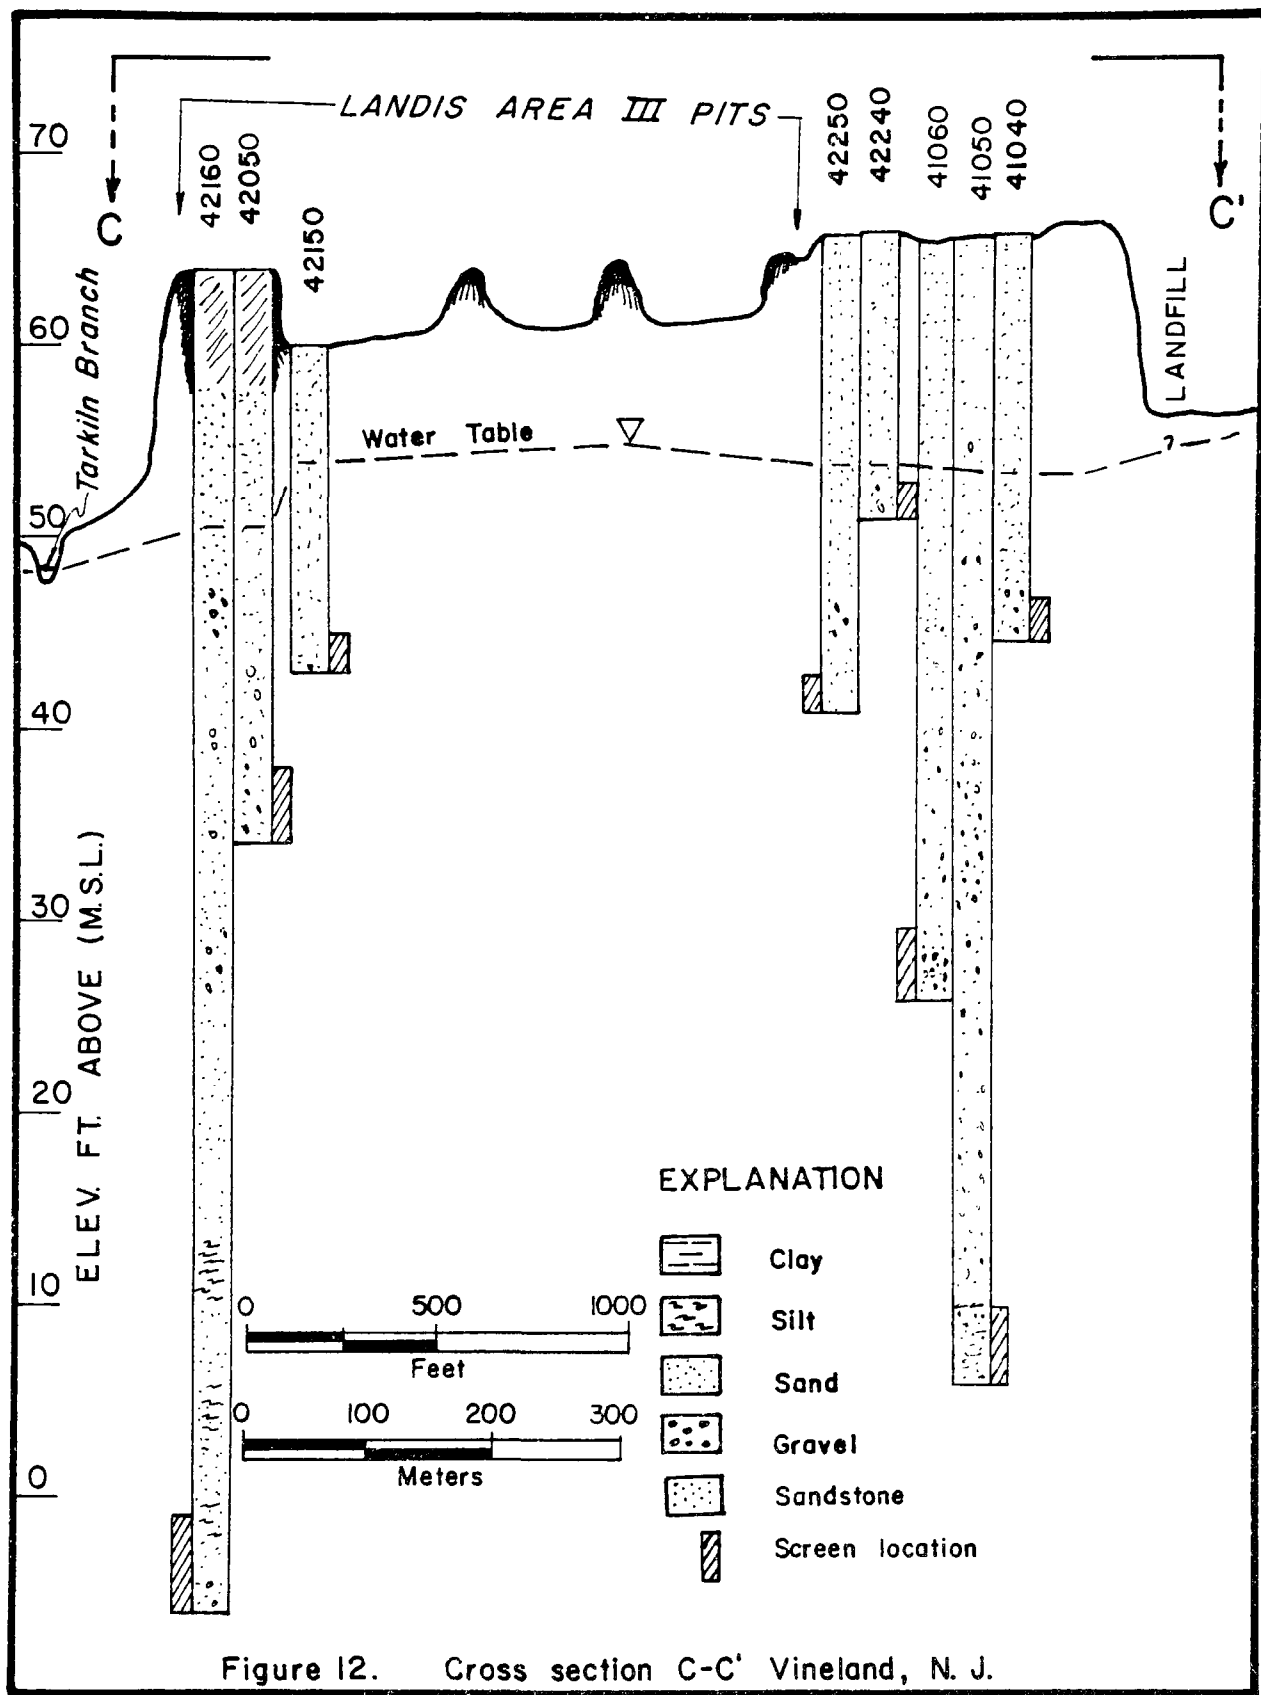 LANDIS AREA III PITS
C
C'
42160
42050
42150
42250
42240
41060
41050
41040
Tarkiln Branch
LANDFILL
Water Table
?
70
60
50
40
30
20
10
0
ELEV. FT. ABOVE (M.S.L.)
0 500 1000
Feet
0 100 200 300
Meters
EXPLANATION
Clay
Silt
Sand
Gravel
Sandstone
Screen location
Figure 12. Cross section C-C' Vineland, N. J.